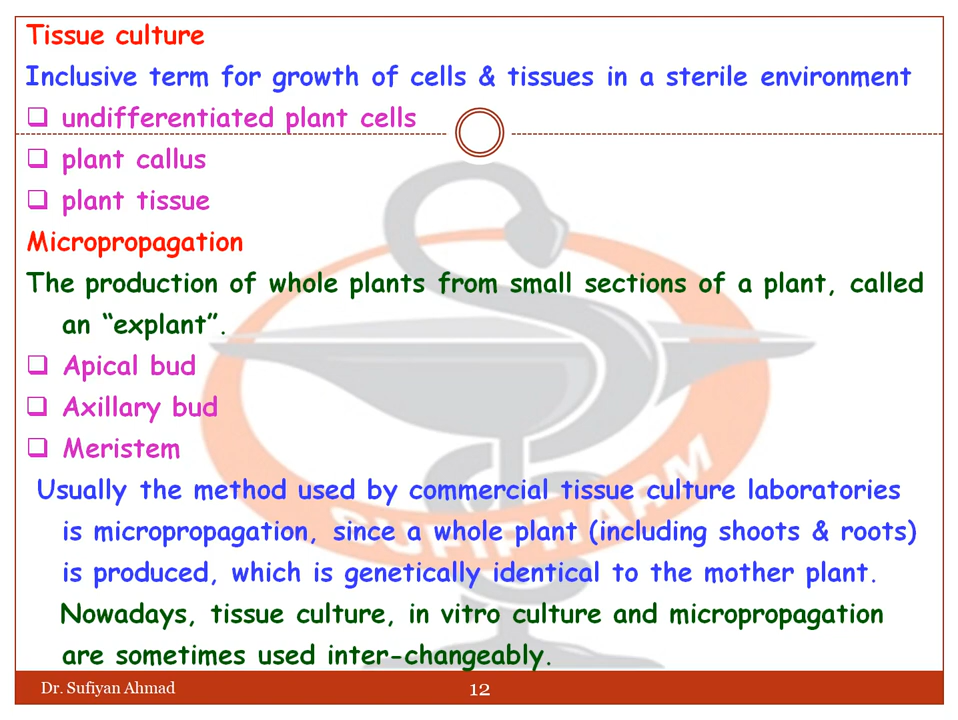 Tissue culture
Inclusive term for growth of cells & tissues in a sterile environment
undifferentiated plant cells
plant callus
plant tissue
Micropropagation
The production of whole plants from small sections of a plant, called
an “explant”.
Apical bud
Axillary bud
Meristem
Usually the method used by commercial tissue culture laboratories
is micropropagation, since a whole plant (including shoots & roots)
is produced, which is genetically identical to the mother plant.
Nowadays, tissue culture, in vitro culture and micropropagation
are sometimes used inter-changeably.
SUFIPHARM
Dr. Sufiyan Ahmad
12